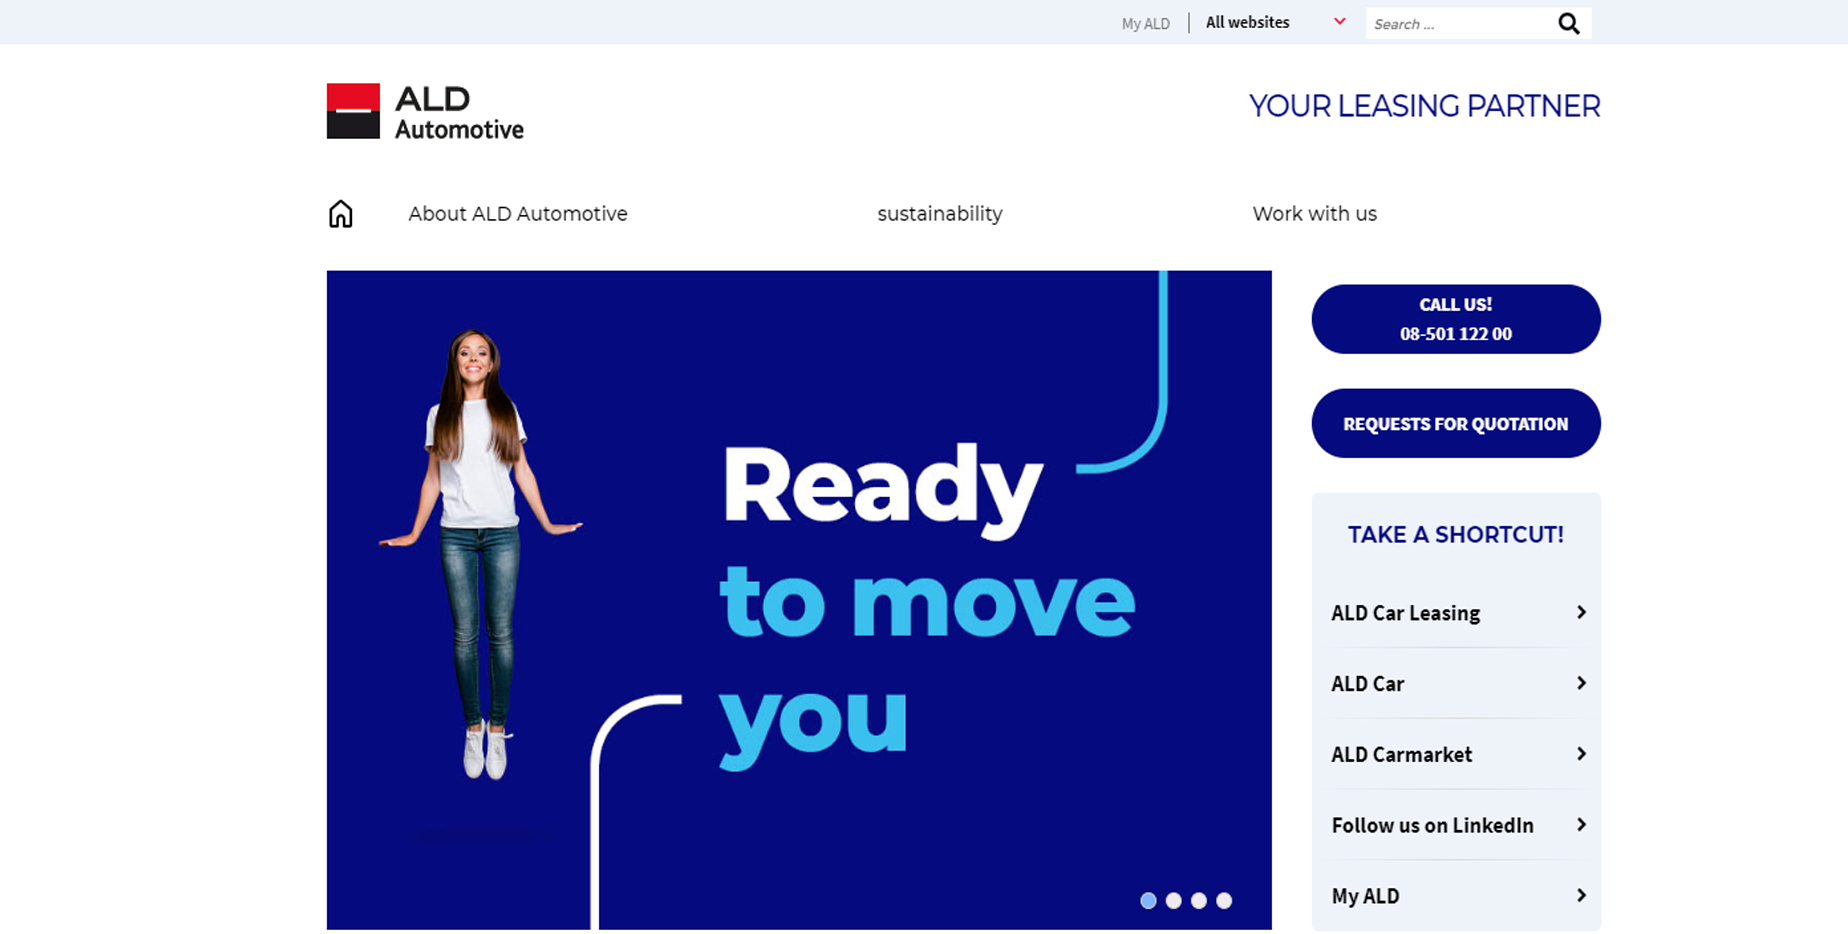 My ALD
All websites
Search ...
ALD
Automotive
YOUR LEASING PARTNER
About ALD Automotive
sustainability
Work with us
Ready
to move
you
CALL US!
08-501 122 00
REQUESTS FOR QUOTATION
TAKE A SHORTCUT!
ALD Car Leasing
ALD Car
ALD Carmarket
Follow us on LinkedIn
My ALD